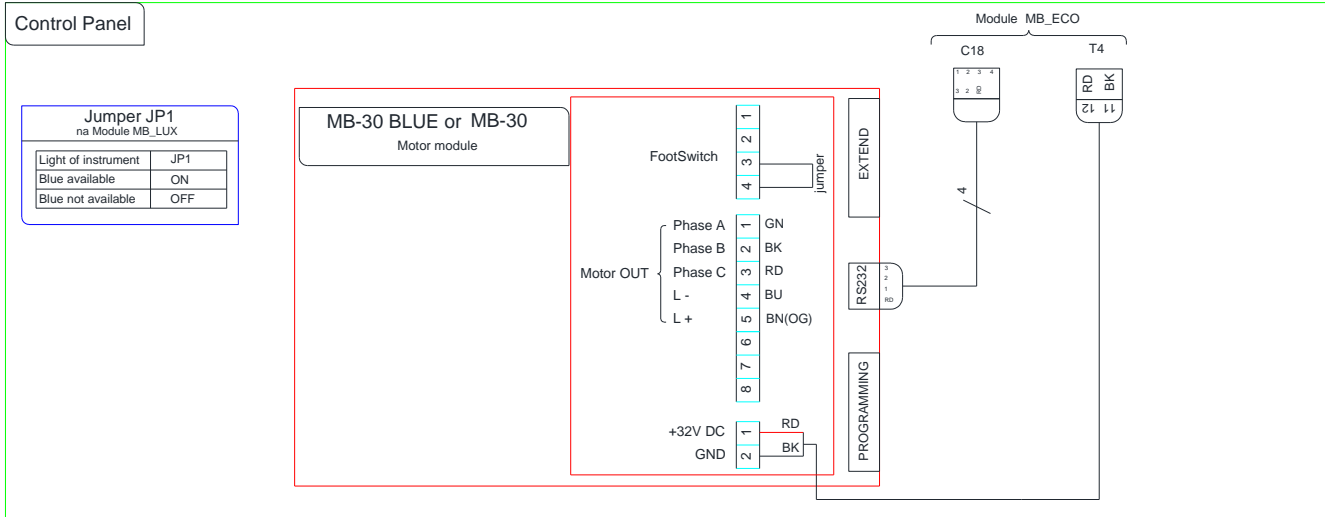 Control Panel
Module MB_ECO
C18
T4
1 2 3 4
3 2 RD
RD BK
12 11
Jumper JP1
na Module MB_LUX
Light of instrument JP1
Blue available ON
Blue not available OFF
MB-30 BLUE or MB-30
Motor module
FootSwitch
1
2
3
4
jumper
EXTEND
4
Motor OUT
Phase A 1 GN
Phase B 2 BK
Phase C 3 RD
L - 4 BU
L + 5 BN(OG)
6
7
8
RS232
3
2
1
RD
PROGRAMMING
+32V DC 1 RD
GND 2 BK